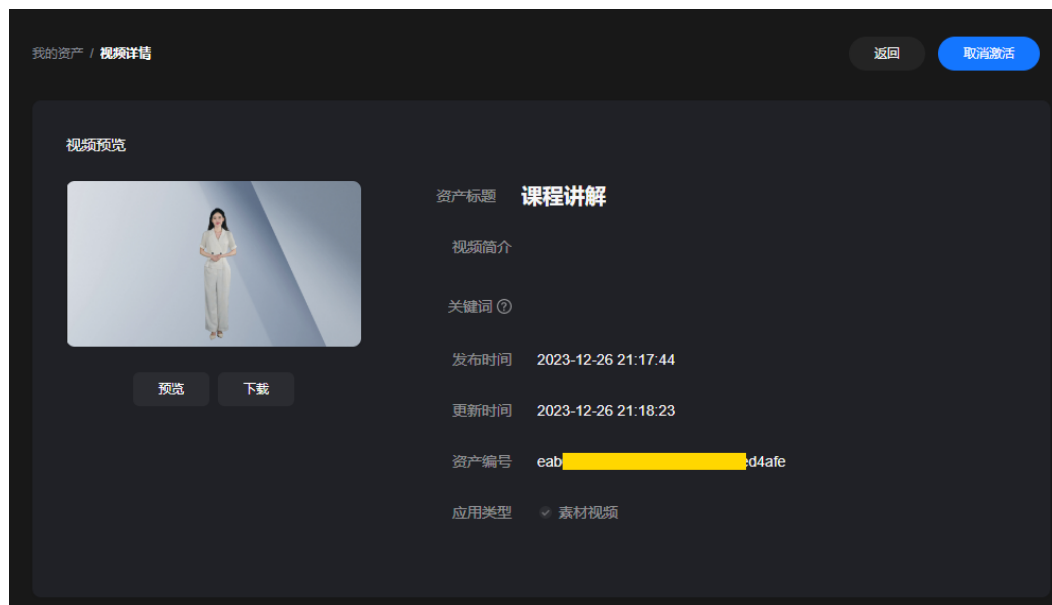 我的资产 / 视频详情
返回
取消激活
视频预览
预览
下载
资产标题 课程讲解
视频简介
关键词 ?
发布时间 2023-12-26 21:17:44
更新时间 2023-12-26 21:18:23
资产编号 eab ed4afe
应用类型 素材视频